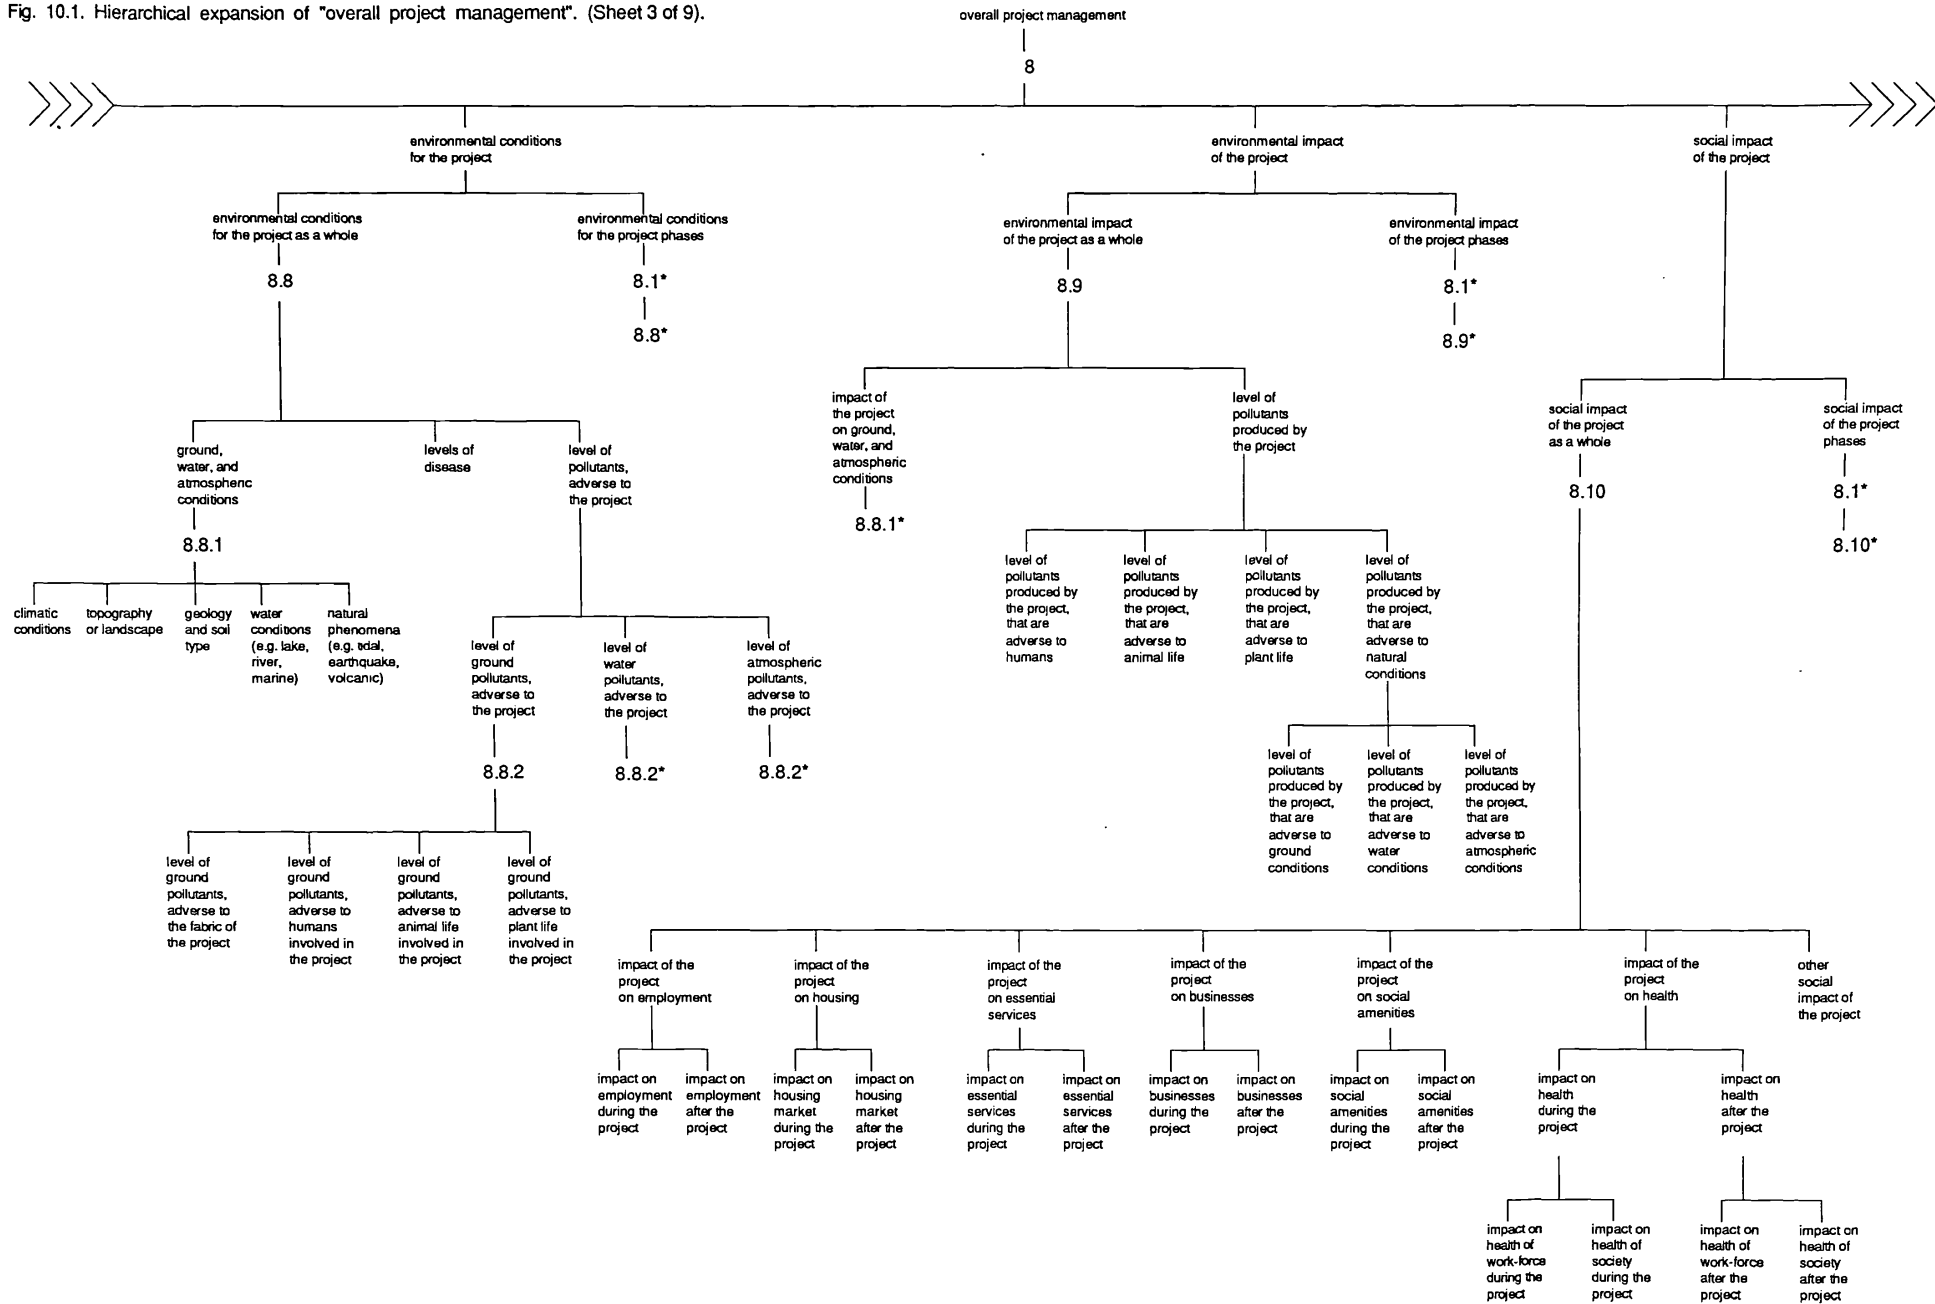 Fig. 10.1. Hierarchical expansion of "overall project management". (Sheet 3 of 9).
overall project management
8
environmental conditions
for the project
environmental conditions
for the project as a whole
8.8
environmental conditions
for the project phases
8.1*
8.8*
ground,
water, and
atmospheric
conditions
8.8.1
climatic
conditions
topography
or landscape
geology
and soil
type
water
conditions
(e.g. lake,
river,
marine)
natural
phenomena
(e.g. tidal,
earthquake,
volcanic)
levels of
disease
level of
pollutants,
adverse to
the project
level of
ground
pollutants,
adverse to
the project
8.8.2
level of
water
pollutants,
adverse to
the project
8.8.2*
level of
atmospheric
pollutants,
adverse to
the project
8.8.2*
level of
ground
pollutants,
adverse to
the fabric of
the project
level of
ground
pollutants,
adverse to
humans
involved in
the project
level of
ground
pollutants,
adverse to
animal life
involved in
the project
level of
ground
pollutants,
adverse to
plant life
involved in
the project
environmental impact
of the project
environmental impact
of the project as a whole
8.9
environmental impact
of the project phases
8.1*
8.9*
impact of
the project
on ground,
water, and
atmospheric
conditions
8.8.1*
level of
pollutants
produced by
the project
level of
pollutants
produced by
the project,
that are
adverse to
humans
level of
pollutants
produced by
the project,
that are
adverse to
animal life
level of
pollutants
produced by
the project,
that are
adverse to
plant life
level of
pollutants
produced by
the project,
that are
adverse to
natural
conditions
level of
pollutants
produced by
the project,
that are
adverse to
ground
conditions
level of
pollutants
produced by
the project,
that are
adverse to
water
conditions
level of
pollutants
produced by
the project,
that are
adverse to
atmospheric
conditions
social impact
of the project
social impact
of the project
as a whole
8.10
social impact
of the project
phases
8.1*
8.10*
impact of the
project
on employment
impact on
employment
during the
project
impact on
employment
after the
project
impact of the
project
on housing
impact on
housing
market
during the
project
impact on
housing
market
after the
project
impact of the
project
on essential
services
impact on
essential
services
during the
project
impact on
essential
services
after the
project
impact of the
project
on businesses
impact on
businesses
during the
project
impact on
businesses
after the
project
impact of the
project
on social
amenities
impact on
social
amenities
during the
project
impact on
social
amenities
after the
project
impact of the
project
on health
impact on
health
during the
project
impact on
health
after the
project
impact on
health of
work-force
during the
project
impact on
health of
society
during the
project
impact on
health of
work-force
after the
project
impact on
health of
society
after the
project
other
social
impact of
the project